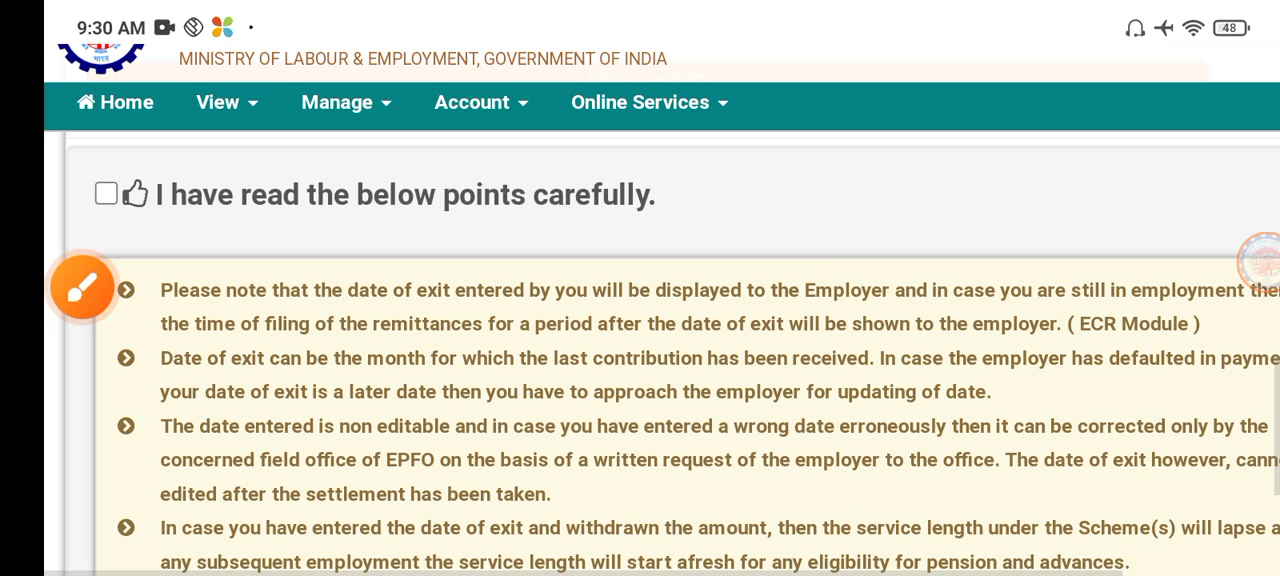 9:30 AM
48
भारत
MINISTRY OF LABOUR & EMPLOYMENT, GOVERNMENT OF INDIA
Home View Manage Account Online Services
I have read the below points carefully.
Please note that the date of exit entered by you will be displayed to the Employer and in case you are still in employment
the time of filing of the remittances for a period after the date of exit will be shown to the employer. ( ECR Module )
Date of exit can be the month for which the last contribution has been received. In case the employer has defaulted in
your date of exit is a later date then you have to approach the employer for updating of date.
The date entered is non editable and in case you have entered a wrong date erroneously then it can be corrected only by the
concerned field office of EPFO on the basis of a written request of the employer to the office. The date of exit however,
edited after the settlement has been taken.
In case you have entered the date of exit and withdrawn the amount, then the service length under the Scheme(s) will lapse
any subsequent employment the service length will start afresh for any eligibility for pension and advances.